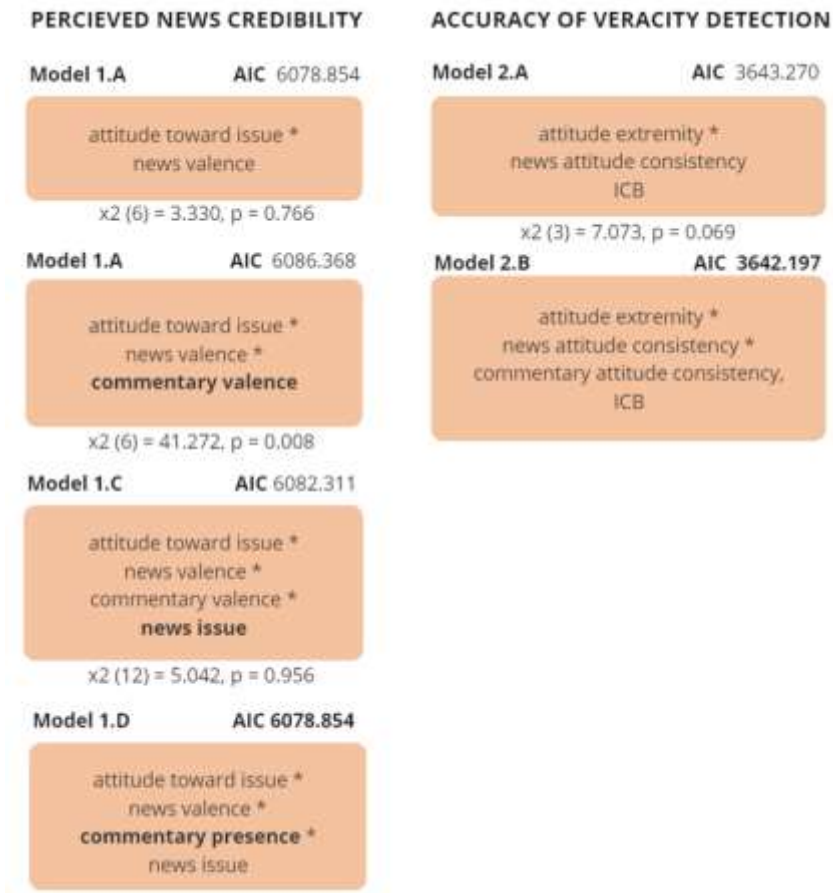 PERCIEVED NEWS CREDIBILITY
Model 1.A AIC 6078.854
attitude toward issue *
news valence
x2 (6) = 3.330, p = 0.766
Model 1.A AIC 6086.368
attitude toward issue *
news valence *
commentary valence
x2 (6) = 41.272, p = 0.008
Model 1.C AIC 6082.311
attitude toward issue *
news valence *
commentary valence *
news issue
x2 (12) = 5.042, p = 0.956
Model 1.D AIC 6078.854
attitude toward issue *
news valence *
commentary presence *
news issue
ACCURACY OF VERACITY DETECTION
Model 2.A AIC 3643.270
attitude extremity *
news attitude consistency
ICB
x2 (3) = 7.073, p = 0.069
Model 2.B AIC 3642.197
attitude extremity *
news attitude consistency *
commentary attitude consistency,
ICB